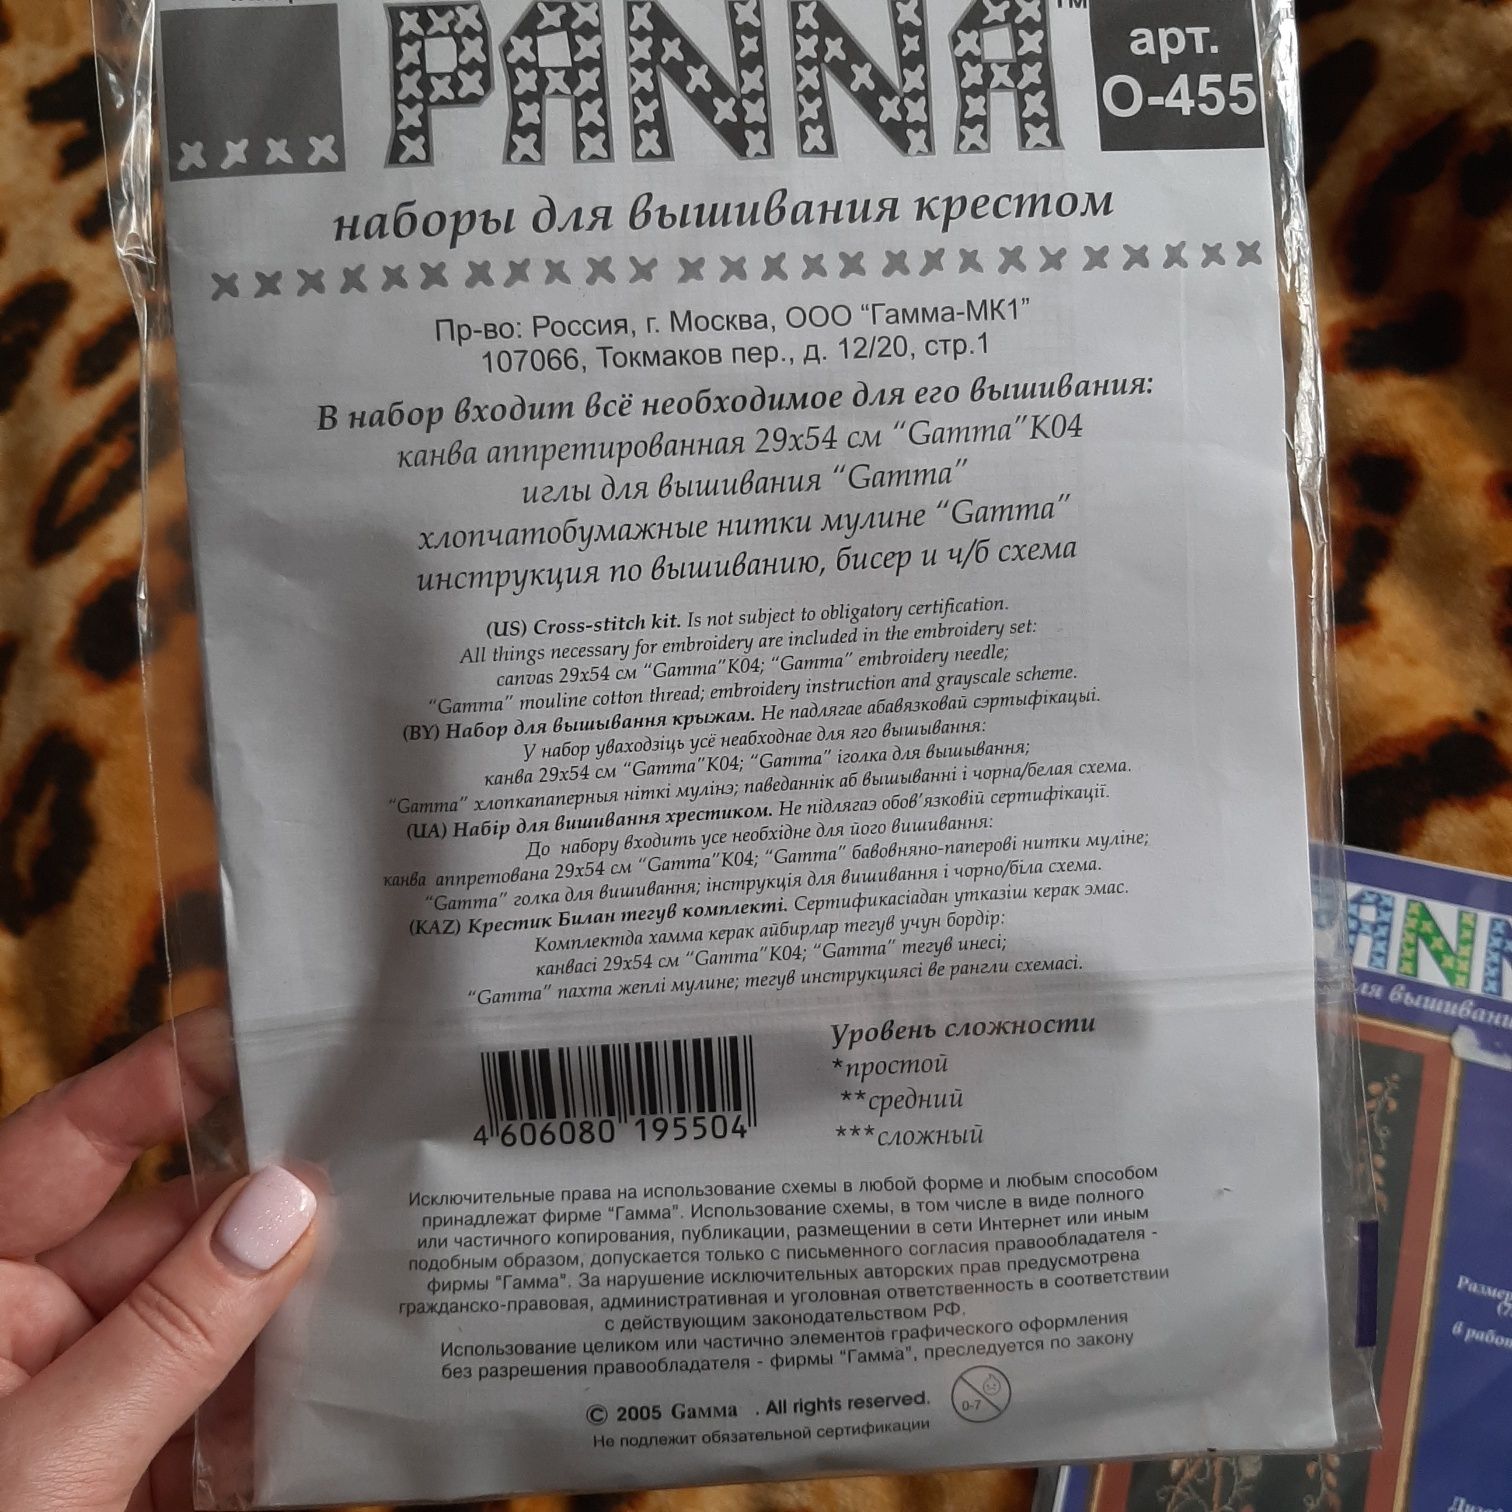 PANNA™
арт.
О-455
наборы для вышивания крестом
Пр-во: Россия, г. Москва, ООО “Гамма-МК1”
107066, Токмаков пер., д. 12/20, стр.1
В набор входит всё необходимое для его вышивания:
канва аппретированная 29х54 см “Gamma”К04
иглы для вышивания “Gamma”
хлопчатобумажные нитки мулине “Gamma”
инструкция по вышиванию, бисер и ч/б схема
(US) Cross-stitch kit. Is not subject to obligatory certification.
All things necessary for embroidery are included in the embroidery set:
canvas 29x54 см “Gamma”K04; “Gamma” embroidery needle;
“Gamma” mouline cotton thread; embroidery instruction and grayscale scheme.
(BY) Набор для вышывання крыжам. Не падлягае абавязковай сэртыфікацыі.
У набор уваходзіць усё неабходнае для яго вышывання:
канва 29х54 см “Gamma”К04; “Gamma” іголка для вышывання;
“Gamma” хлопкапаперныя ніткі мулінэ; паведаннік аб вышыванні і чорна/белая схема.
(UA) Набір для вишивання хрестиком. Не підлягаэ обов’язковій сертифікації.
До набору входить усе необхідне для його вишивання:
канва аппретована 29х54 см “Gamma”К04; “Gamma” бавовняно-паперові нитки муліне;
“Gamma” голка для вишивання; інструкція для вишивання і чорно/біла схема.
(KAZ) Крестик Билан тегув комплекті. Сертификасіадан утказіш керак эмас.
Комплектда хамма керак айбирлар тегув учун бордір:
канвасі 29х54 см “Gamma”К04; “Gamma” тегув инесі;
“Gamma” пахта жеплі мулине; тегув инструкциясі ве рангли схемасі.
Уровень сложности
*простой
**средний
***сложный
4 606080 195504
Исключительные права на использование схемы в любой форме и любым способом
принадлежат фирме “Гамма”. Использование схемы, в том числе в виде полного
или частичного копирования, публикации, размещении в сети Интернет или иным
подобным образом, допускается только с письменного согласия правообладателя -
фирмы “Гамма”. За нарушение исключительных авторских прав предусмотрена
гражданско-правовая, административная и уголовная ответственность в соответствии
с действующим законодательством РФ.
Использование целиком или частично элементов графического оформления
без разрешения правообладателя - фирмы “Гамма”, преследуется по закону
© 2005 Gамма . All rights reserved.
Не подлежит обязательной сертификации
0-7
для